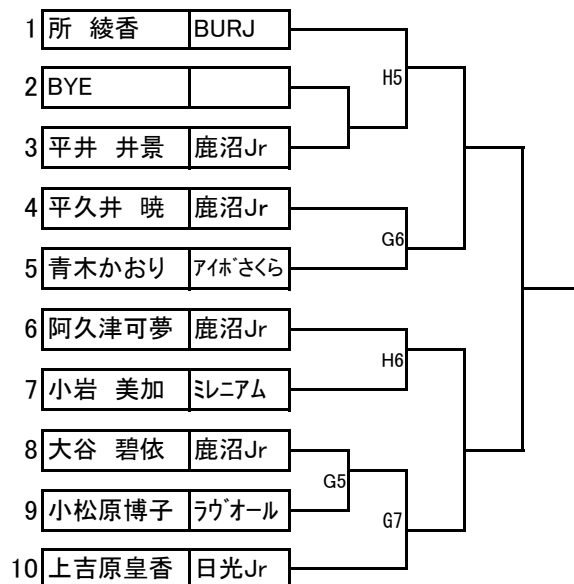 1 所 綾香 BURJ
2 BYE
H5
3 平井 井景 鹿沼Jr
4 平久井 暁 鹿沼Jr
G6
5 青木かおり ｱｲﾎﾞさくら
6 阿久津可夢 鹿沼Jr
H6
7 小岩 美加 ﾐﾚﾆｱﾑ
8 大谷 碧依 鹿沼Jr
G5
9 小松原博子 ﾗｳﾞオール
G7
10 上吉原皇香 日光Jr